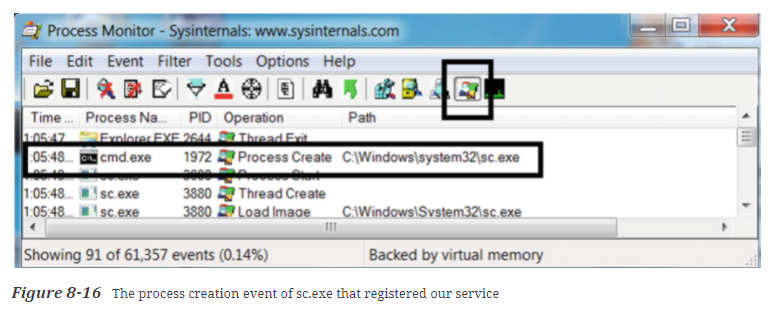 Process Monitor - Sysinternals: www.sysinternals.com
File Edit Event Filter Tools Options Help
Time ... Process Na... PID Operation Path
1:05:47... Explorer.EXE 2644 Thread Exit
:05:48... cmd.exe 1972 Process Create C:\Windows\system32\sc.exe
1:05:48... sc.exe 3880 Process Start
1:05:48... sc.exe 3880 Thread Create
1:05:48... sc.exe 3880 Load Image C:\Windows\System32\sc.exe
Showing 91 of 61,357 events (0.14%) Backed by virtual memory
Figure 8-16 The process creation event of sc.exe that registered our service